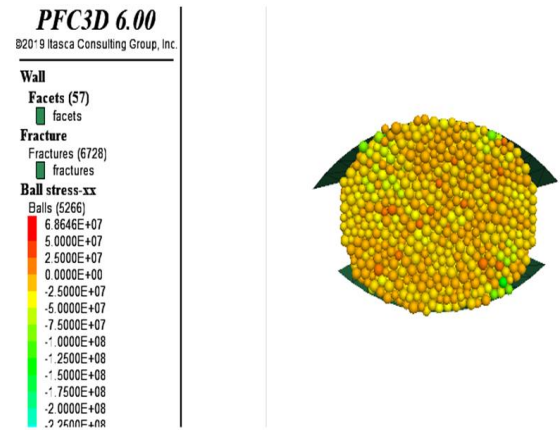 PFC3D 6.00
©2019 Itasca Consulting Group, Inc.
Wall
Facets (57)
facets
Fracture
Fractures (6728)
fractures
Ball stress-xx
Balls (5266)
6.8646E+07
5.0000E+07
2.5000E+07
0.0000E+00
-2.5000E+07
-5.0000E+07
-7.5000E+07
-1.0000E+08
-1.2500E+08
-1.5000E+08
-1.7500E+08
-2.0000E+08
-2.2500E+08